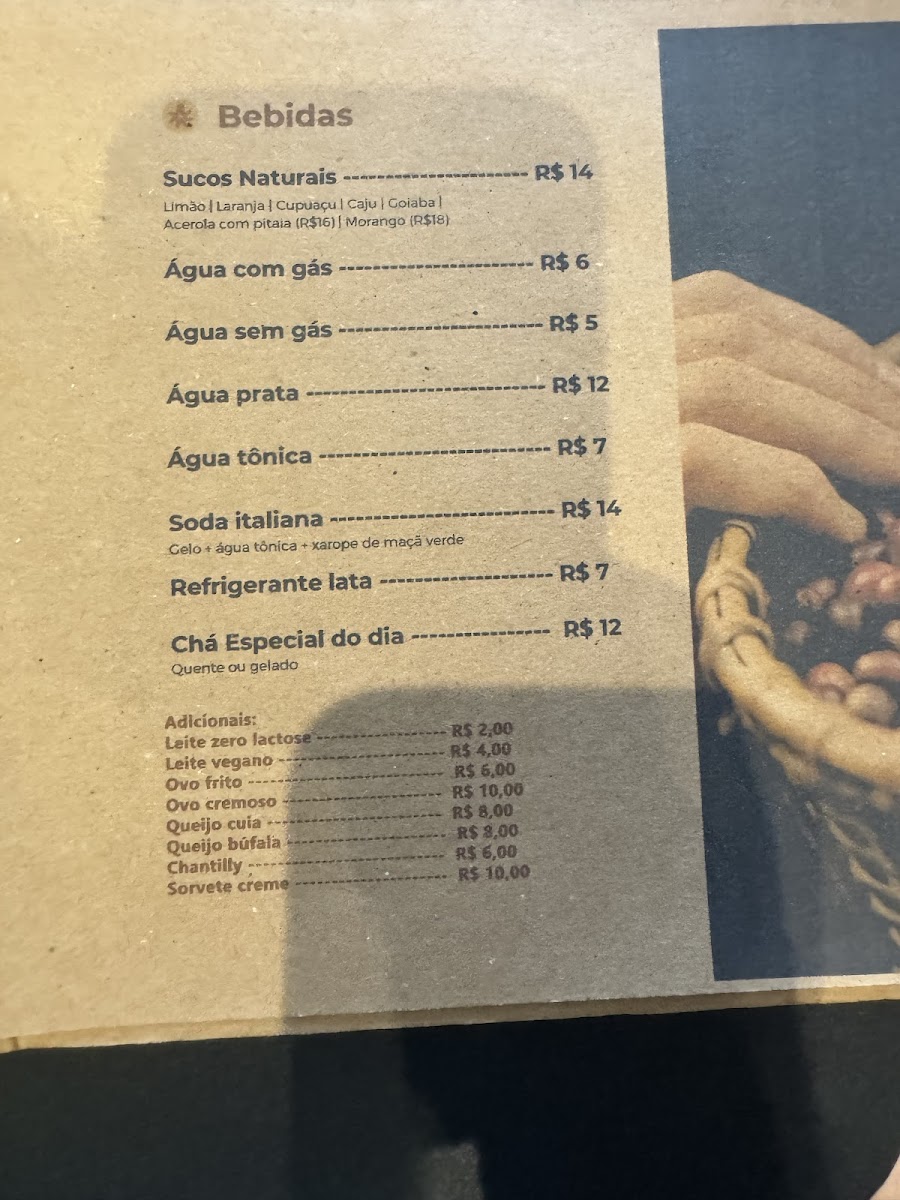 Bebidas
Sucos Naturais ---------------------- R$ 14
Limão | Laranja | Cupuaçu | Caju | Goiaba |
Acerola com pitaia (R$16) | Morango (R$18)
Água com gás ----------------------- R$ 6
Água sem gás ------------------------ R$ 5
Água prata ---------------------------- R$ 12
Água tônica --------------------------- R$ 7
Soda italiana -------------------------- R$ 14
Gelo + água tônica + xarope de maçã verde
Refrigerante lata -------------------- R$ 7
Chá Especial do dia ---------------- R$ 12
Quente ou gelado
Adicionais:
Leite zero lactose ------------------- R$ 2,00
Leite vegano ------------------------ R$ 4,00
Ovo frito ---------------------------- R$ 6,00
Ovo cremoso ----------------------- R$ 10,00
Queijo cuia ------------------------- R$ 8,00
Queijo búfala ----------------------- R$ 8,00
Chantilly ---------------------------- R$ 6,00
Sorvete creme ---------------------- R$ 10,00